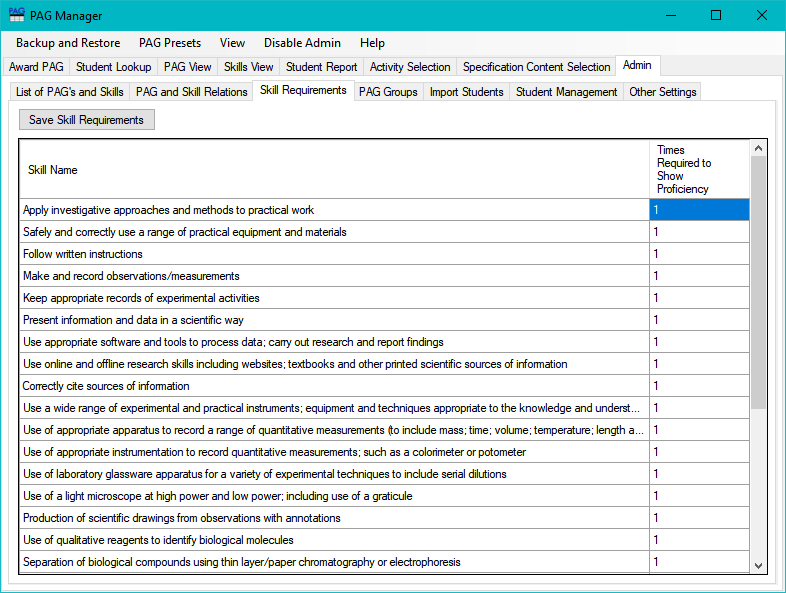 PAG
PAG Manager
Backup and Restore PAG Presets View Disable Admin Help
Award PAG Student Lookup PAG View Skills View Student Report Activity Selection Specification Content Selection Admin
List of PAG's and Skills PAG and Skill Relations Skill Requirements PAG Groups Import Students Student Management Other Settings
Save Skill Requirements
Skill Name
Times
Required to
Show
Proficiency
Apply investigative approaches and methods to practical work 1
Safely and correctly use a range of practical equipment and materials 1
Follow written instructions 1
Make and record observations/measurements 1
Keep appropriate records of experimental activities 1
Present information and data in a scientific way 1
Use appropriate software and tools to process data; carry out research and report findings 1
Use online and offline research skills including websites; textbooks and other printed scientific sources of information 1
Correctly cite sources of information 1
Use a wide range of experimental and practical instruments; equipment and techniques appropriate to the knowledge and underst... 1
Use of appropriate apparatus to record a range of quantitative measurements (to include mass; time; volume; temperature; length a... 1
Use of appropriate instrumentation to record quantitative measurements; such as a colorimeter or potometer 1
Use of laboratory glassware apparatus for a variety of experimental techniques to include serial dilutions 1
Use of a light microscope at high power and low power; including use of a graticule 1
Production of scientific drawings from observations with annotations 1
Use of qualitative reagents to identify biological molecules 1
Separation of biological compounds using thin layer/paper chromatography or electrophoresis 1